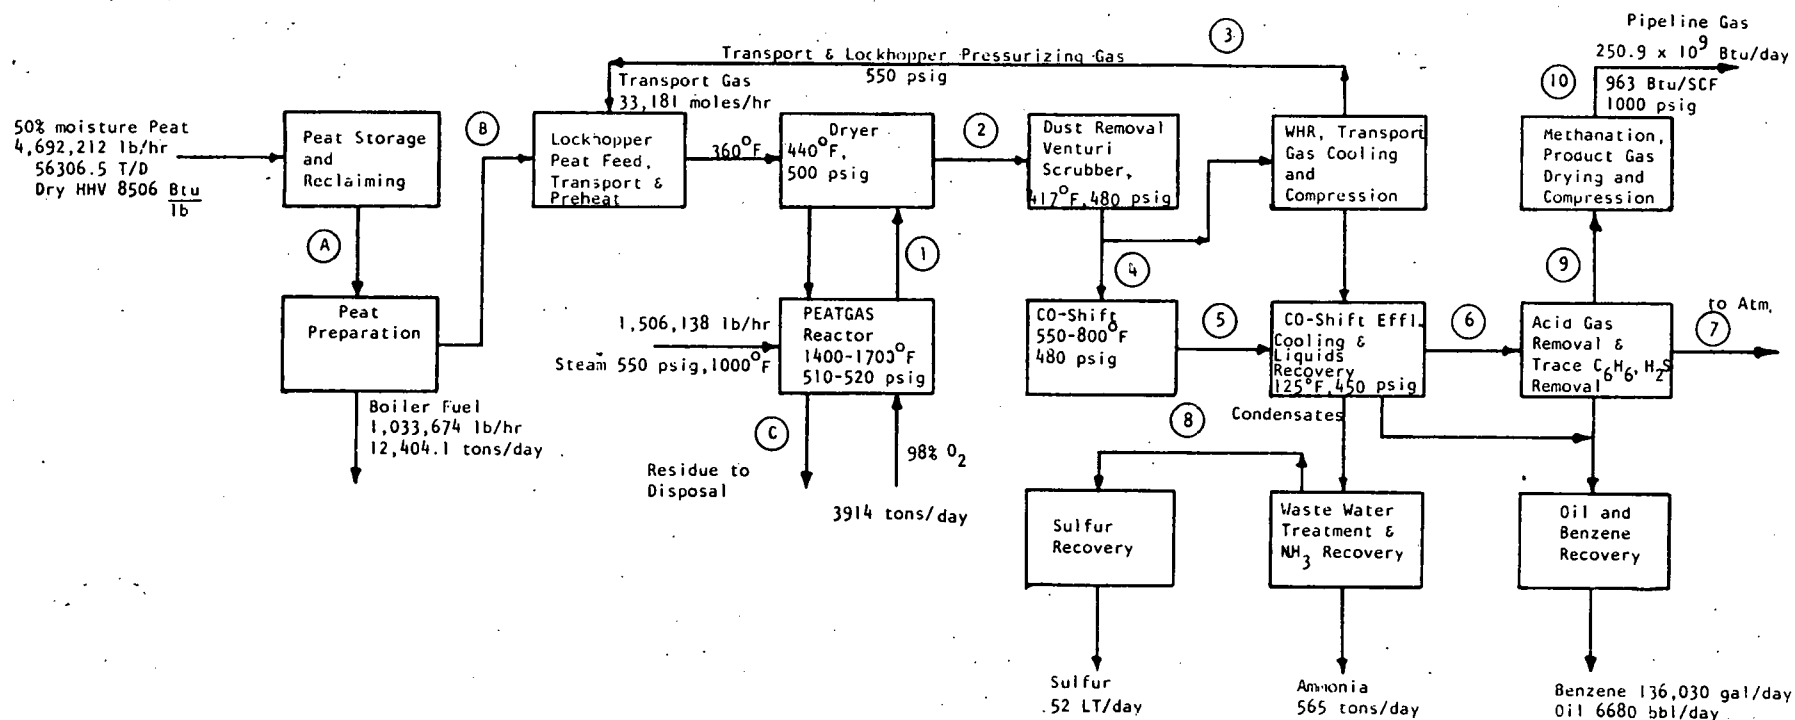 Pipeline Gas
250.9 x 10^9 Btu/day
963 Btu/SCF
1000 psig
10
3
Transport & Lockhopper Pressurizing Gas
550 psig
Transport Gas
33,181 moles/hr
50% moisture Peat
4,692,212 lb/hr
56306.5 T/D
Dry HHV 8506 Btu
lb
Peat Storage
and
Reclaiming
B
Lockhopper
Peat Feed,
Transport &
Preheat
360°F
Dryer
440°F,
500 psig
2
Dust Removal
Venturi
Scrubber,
417°F,480 psig
WHR, Transport
Gas Cooling
and
Compression
Methanation,
Product Gas
Drying and
Compression
A
1
4
9
Peat
Preparation
1,506,138 lb/hr
Steam 550 psig,1000°F
PEATGAS
Reactor
1400-1700°F
510-520 psig
CO-Shift
550-800°F
480 psig
5
CO-Shift Effl.
Cooling &
Liquids
Recovery
125°F,450 psig
6
Acid Gas
Removal &
Trace C6H6, H2S
Removal
to Atm.
7
Boiler Fuel
1,033,674 lb/hr
12,404.1 tons/day
C
Residue to
Disposal
98% O2
3914 tons/day
8
Condensates
Sulfur
Recovery
Waste Water
Treatment &
NH3 Recovery
Oil and
Benzene
Recovery
Sulfur
52 LT/day
Ammonia
565 tons/day
Benzene 136,030 gal/day
Oil 6680 bbl/day